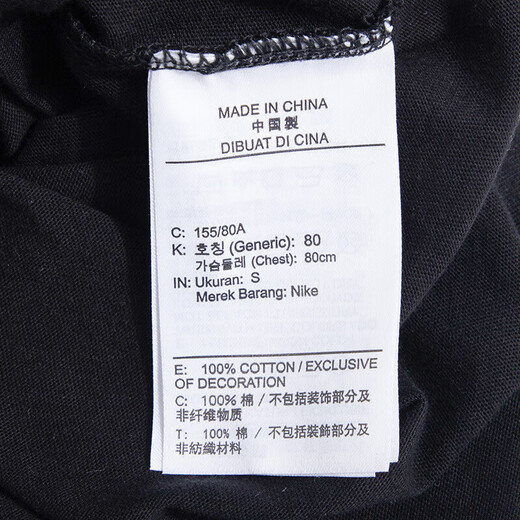 MADE IN CHINA
中国製
DIBUAT DI CINA
C: 155/80A
K: 호칭 (Generic): 80
가슴둘레 (Chest): 80cm
IN: Ukuran: S
Merek Barang: Nike
E: 100% COTTON / EXCLUSIVE
OF DECORATION
C: 100% 棉 / 不包括装饰部分及
非纤维物质
T: 100% 棉 / 不包括裝飾部分及
非紡織材料